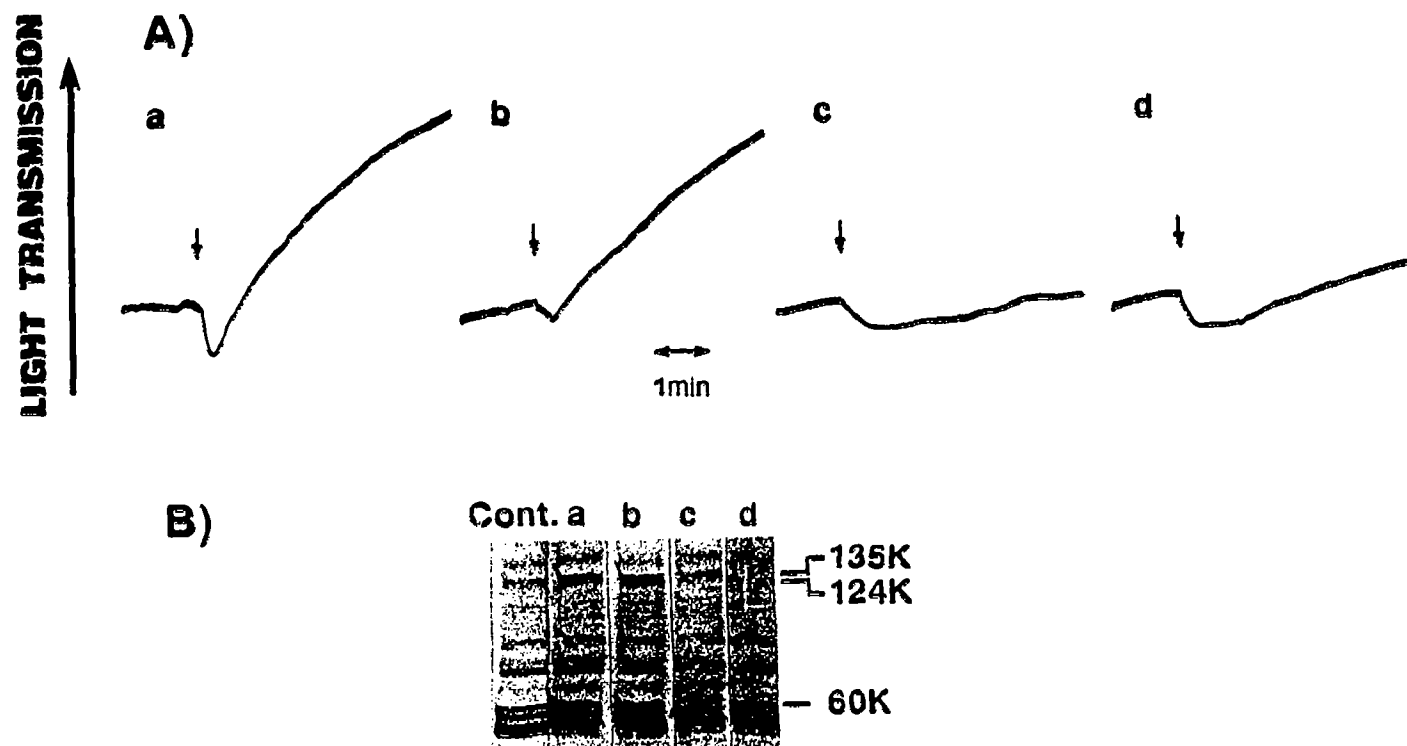 A)
LIGHT TRANSMISSION
a b c d
1min
B)
Cont. a b c d
135K
124K
60K